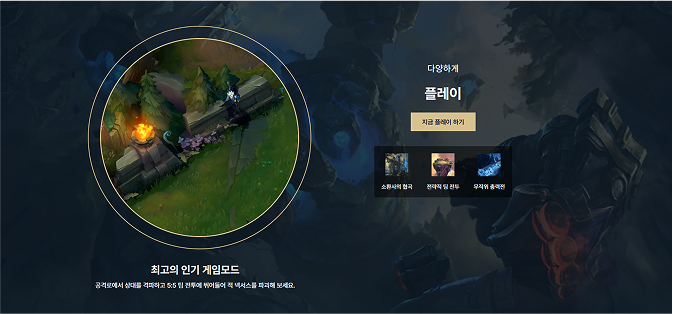 다양하게
플레이
지금 플레이 하기
소환사의 협곡
전략적 팀 전투
무작위 총력전
최고의 인기 게임모드
공격로에서 상대를 격파하고 5:5 팀 전투에 뛰어들어 적 넥서스를 파괴해 보세요.